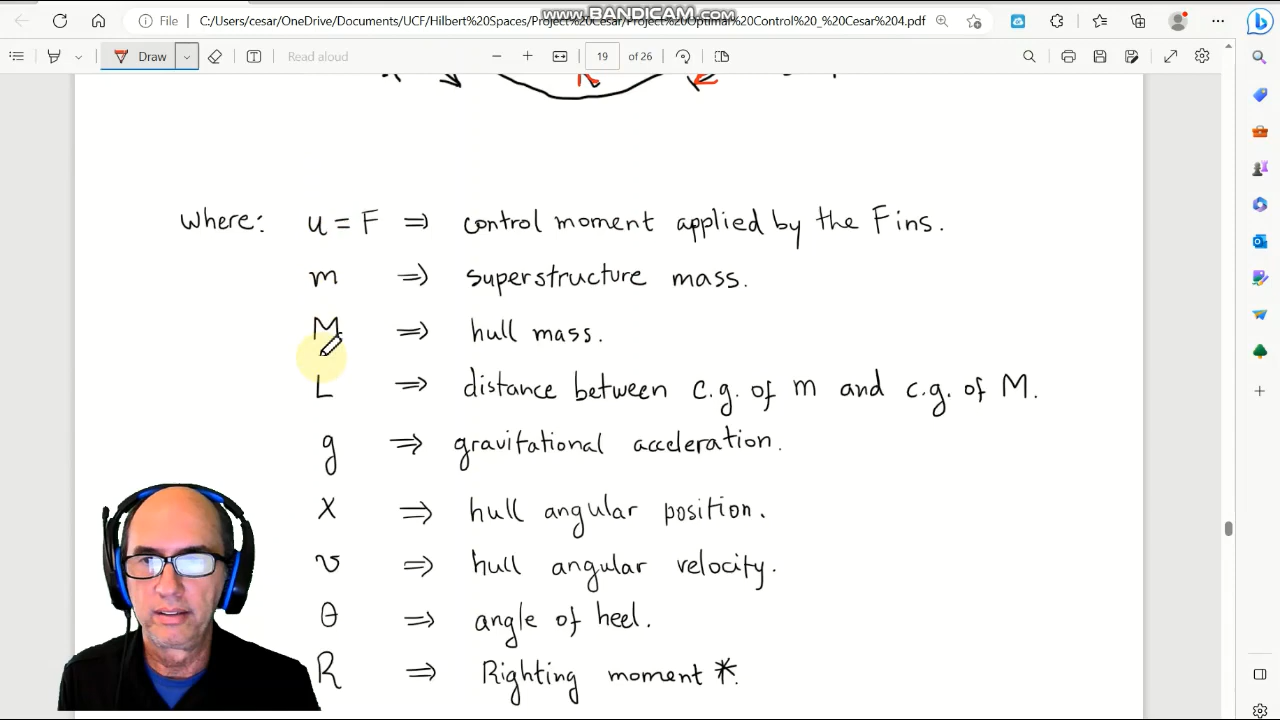 www.BANDICAM.com
File
C:/Users/cesar/OneDrive/Documents/UCF/Hilbert%20Spaces/Project%20Cesar/Project%20Optimal%20Control%20_%20Cesar%204.pdf
Draw
19 of 26
Read aloud
R
where: u = F ⇒ control moment applied by the Fins.
m ⇒ superstructure mass.
M ⇒ hull mass.
L ⇒ distance between c.g. of m and c.g. of M.
g ⇒ gravitational acceleration.
X ⇒ hull angular position.
v ⇒ hull angular velocity.
θ ⇒ angle of heel.
R ⇒ Righting moment *.